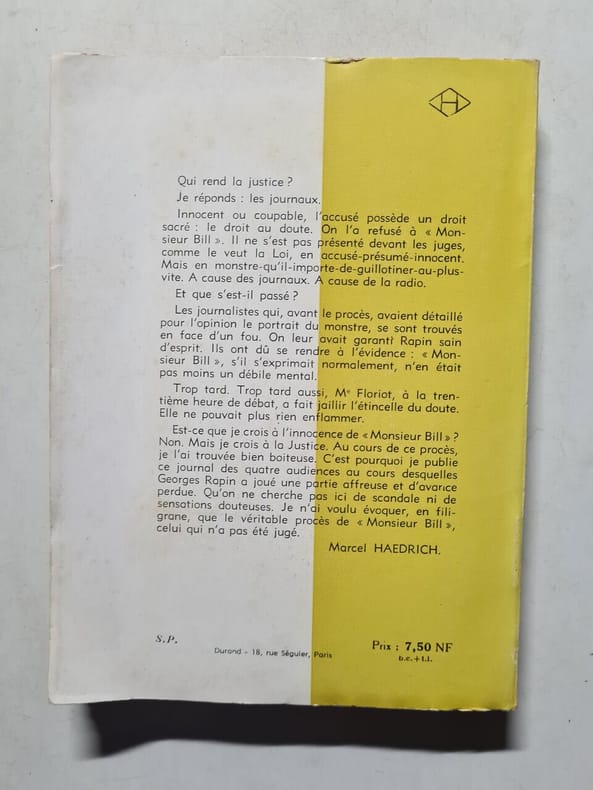 H
Qui rend la justice ?
Je réponds : les journaux.
Innocent ou coupable, l'accusé possède un droit
sacré : le droit au doute. On l'a refusé à « Mon-
sieur Bill ». Il ne s'est pas présenté devant les juges,
comme le veut la Loi, en accusé-présumé-innocent.
Mais en monstre-qu'il-importe-de-guillotiner-au-plus-
vite. A cause des journaux. A cause de la radio.
Et que s'est-il passé ?
Les journalistes qui, avant le procès, avaient détaillé
pour l'opinion le portrait du monstre, se sont trouvés
en face d'un fou. On leur avait garanti Rapin sain
d'esprit. Ils ont dû se rendre à l'évidence : « Mon-
sieur Bill », s'il s'exprimait normalement, n'en était
pas moins un débile mental.
Trop tard. Trop tard aussi, Me Floriot, à la tren-
tième heure de débat, a fait jaillir l'étincelle du doute.
Elle ne pouvait plus rien enflammer.
Est-ce que je crois à l'innocence de « Monsieur Bill » ?
Non. Mais je crois à la Justice. Au cours de ce procès,
je l'ai trouvée bien boiteuse. C'est pourquoi je publie
ce journal des quatre audiences au cours desquelles
Georges Rapin a joué une partie affreuse et d'avance
perdue. Qu'on ne cherche pas ici de scandale ni de
sensations douteuses. Je n'ai voulu évoquer, en fili-
grane, que le véritable procès de « Monsieur Bill »,
celui qui n'a pas été jugé.
Marcel HAEDRICH.
S.P.
Durand - 18, rue Séguier, Paris
Prix : 7,50 NF
b.c. + t.l.